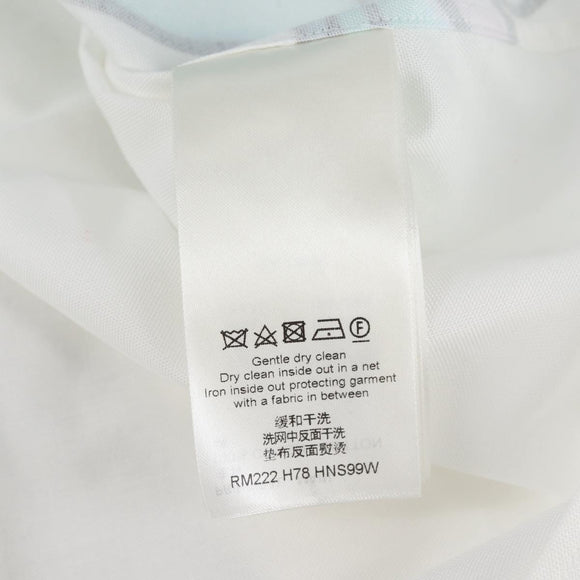 Gentle dry clean
Dry clean inside out in a net
Iron inside out protecting garment
with a fabric in between
缓和干洗
洗网中反面干洗
垫布反面熨烫
RM222 H78 HNS99W